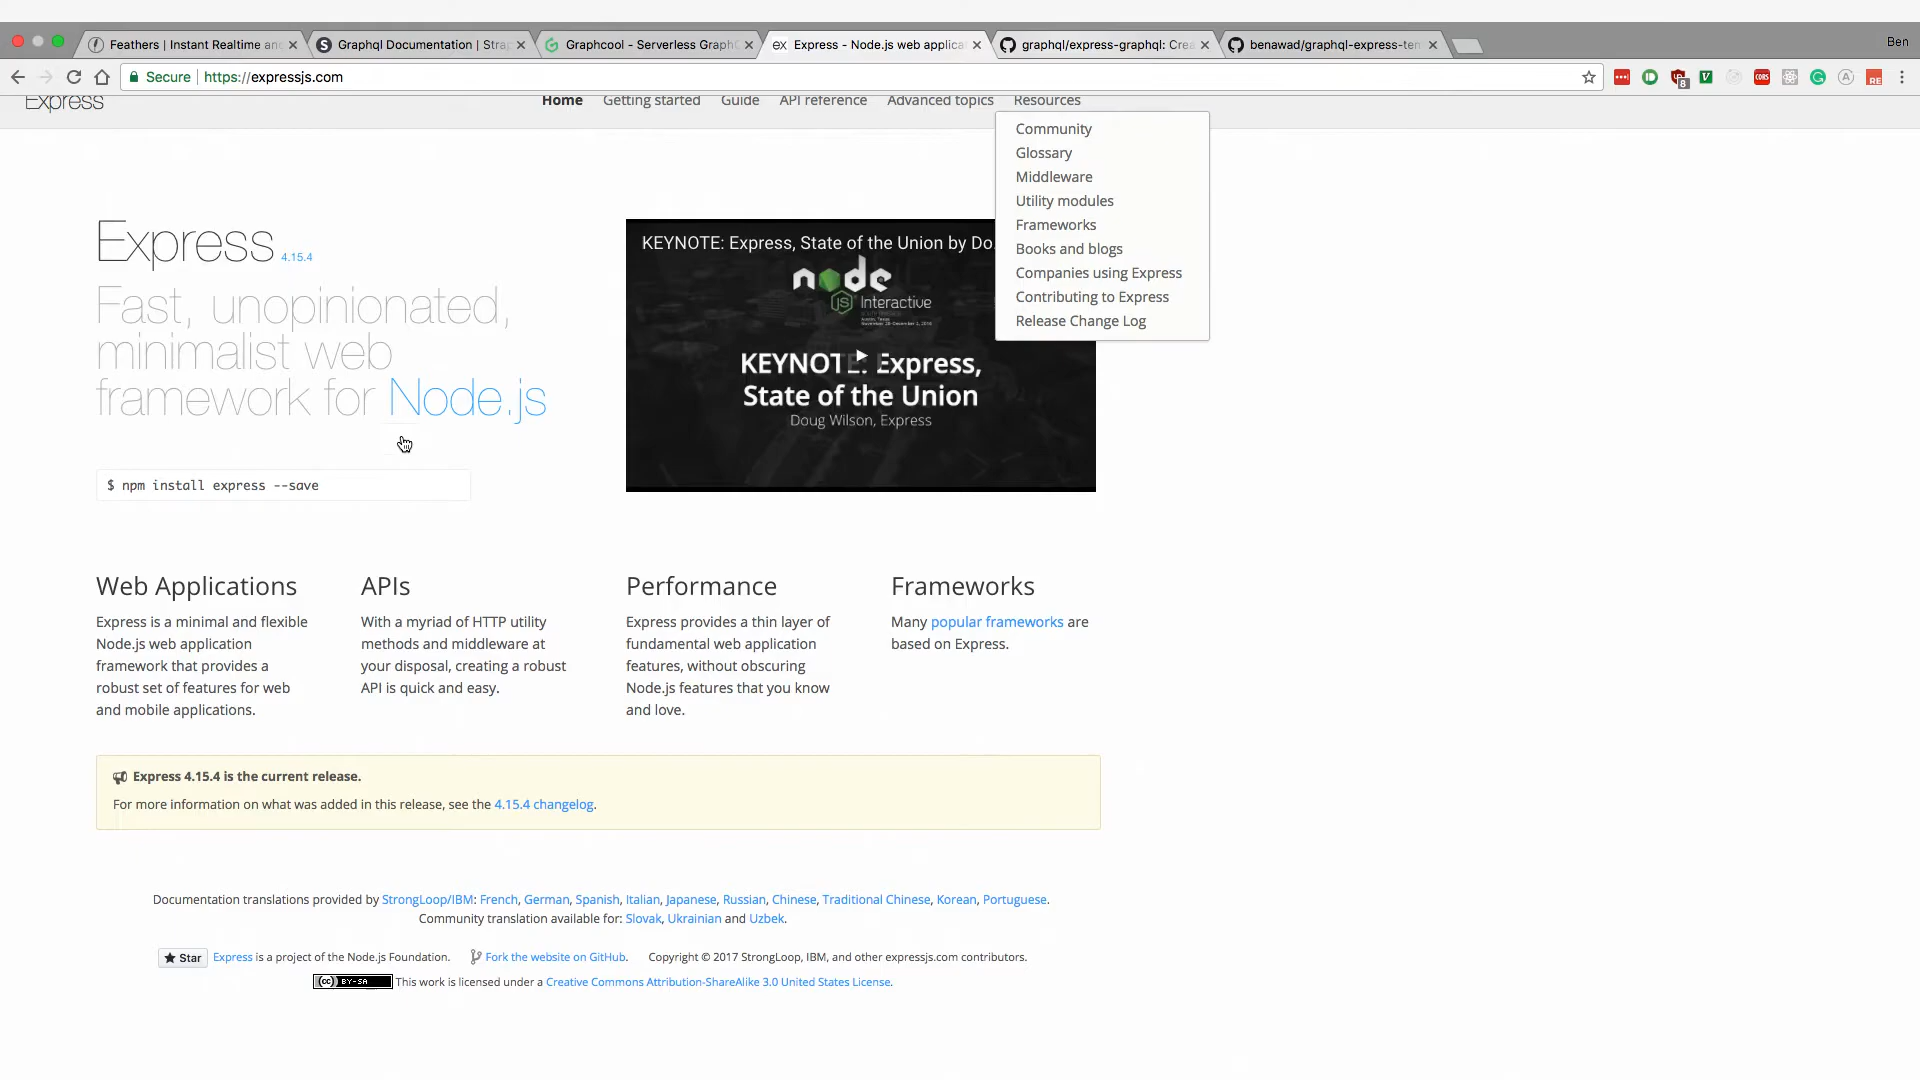 Feathers | Instant Realtime an
Graphql Documentation | Stra
Graphcool - Serverless Graph
Express - Node.js web applica
graphql/express-graphql: Crea
benawad/graphql-express-tem
Ben
Secure
https://expressjs.com
Express
Home
Getting started
Guide
API reference
Advanced topics
Resources
Community
Glossary
Middleware
Utility modules
Frameworks
Books and blogs
Companies using Express
Contributing to Express
Release Change Log
Express 4.15.4
Fast, unopinionated,
minimalist web
framework for Node.js
$ npm install express --save
KEYNOTE: Express, State of the Union by Do...
node
JS Interactive
KEYNOTE: Express,
State of the Union
Doug Wilson, Express
Web Applications
Express is a minimal and flexible
Node.js web application
framework that provides a
robust set of features for web
and mobile applications.
APIs
With a myriad of HTTP utility
methods and middleware at
your disposal, creating a robust
API is quick and easy.
Performance
Express provides a thin layer of
fundamental web application
features, without obscuring
Node.js features that you know
and love.
Frameworks
Many popular frameworks are
based on Express.
Express 4.15.4 is the current release.
For more information on what was added in this release, see the 4.15.4 changelog.
Documentation translations provided by StrongLoop/IBM: French, German, Spanish, Italian, Japanese, Russian, Chinese, Traditional Chinese, Korean, Portuguese.
Community translation available for: Slovak, Ukrainian and Uzbek.
Star
Express is a project of the Node.js Foundation.
Fork the website on GitHub.
Copyright © 2017 StrongLoop, IBM, and other expressjs.com contributors.
cc BY-SA
This work is licensed under a Creative Commons Attribution-ShareAlike 3.0 United States License.